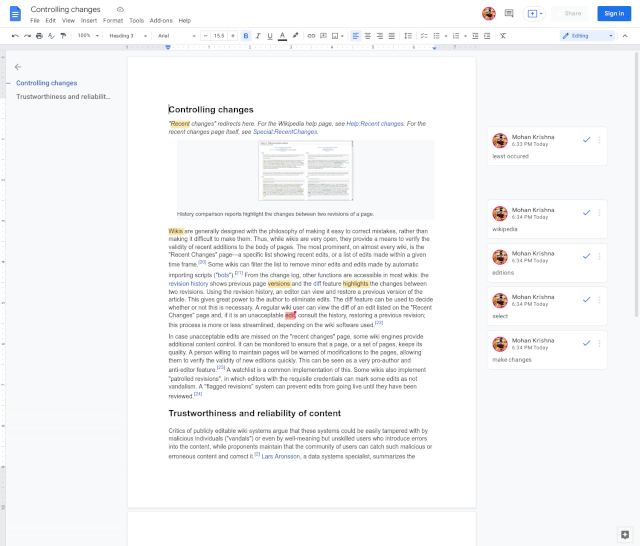 Controlling changes
File Edit View Insert Format Tools Add-ons Help
Share
Sign in
100% Heading 3 Arial 15.5 B I U A Editing
Controlling changes
Trustworthiness and reliabilit...
Controlling changes
"Recent changes" redirects here. For the Wikipedia help page, see Help:Recent changes. For the
recent changes page itself, see Special:RecentChanges.
History comparison reports highlight the changes between two revisions of a page.
Wikis are generally designed with the philosophy of making it easy to correct mistakes, rather than
making it difficult to make them. Thus, while wikis are very open, they provide a means to verify the
validity of recent additions to the body of pages. The most prominent, on almost every wiki, is the
"Recent Changes" page—a specific list showing recent edits, or a list of edits made within a given
time frame.[20] Some wikis can filter the list to remove minor edits and edits made by automatic
importing scripts ("bots").[21] From the change log, other functions are accessible in most wikis: the
revision history shows previous page versions and the diff feature highlights the changes between
two revisions. Using the revision history, an editor can view and restore a previous version of the
article. This gives great power to the author to eliminate edits. The diff feature can be used to decide
whether or not this is necessary. A regular wiki user can view the diff of an edit listed on the "Recent
Changes" page and, if it is an unacceptable edit, consult the history, restoring a previous revision;
this process is more or less streamlined, depending on the wiki software used.[22]
In case unacceptable edits are missed on the "recent changes" page, some wiki engines provide
additional content control. It can be monitored to ensure that a page, or a set of pages, keeps its
quality. A person willing to maintain pages will be warned of modifications to the pages, allowing
them to verify the validity of new editions quickly. This can be seen as a very pro-author and
anti-editor feature.[23] A watchlist is a common implementation of this. Some wikis also implement
"patrolled revisions", in which editors with the requisite credentials can mark some edits as not
vandalism. A "flagged revisions" system can prevent edits from going live until they have been
reviewed.[24]
Trustworthiness and reliability of content
Critics of publicly editable wiki systems argue that these systems could be easily tampered with by
malicious individuals ("vandals") or even by well-meaning but unskilled users who introduce errors
into the content, while proponents maintain that the community of users can catch such malicious or
erroneous content and correct it.[2] Lars Aronsson, a data systems specialist, summarizes the
Mohan Krishna
6:33 PM Today
least occured
Mohan Krishna
6:34 PM Today
wikipedia
Mohan Krishna
6:34 PM Today
editions
Mohan Krishna
6:34 PM Today
select
Mohan Krishna
6:34 PM Today
make changes